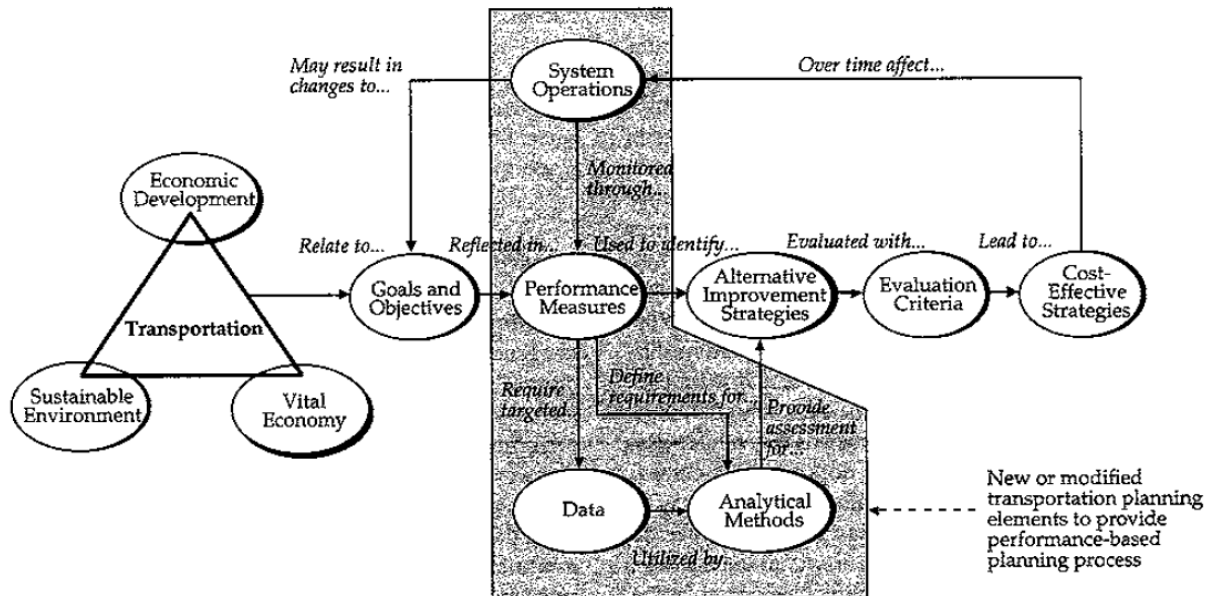 May result in
changes to...
System
Operations
Over time affect...
Monitored
through...
Economic
Development
Relate to...
Reflected in...
Used to identify...
Evaluated with...
Lead to...
Goals and
Objectives
Performance
Measures
Alternative
Improvement
Strategies
Evaluation
Criteria
Cost-
Effective
Strategies
Transportation
Sustainable
Environment
Vital
Economy
Require
targeted...
Define
requirements for...
Provide
assessment
for...
Data
Analytical
Methods
Utilized by...
New or modified
transportation planning
elements to provide
performance-based
planning process